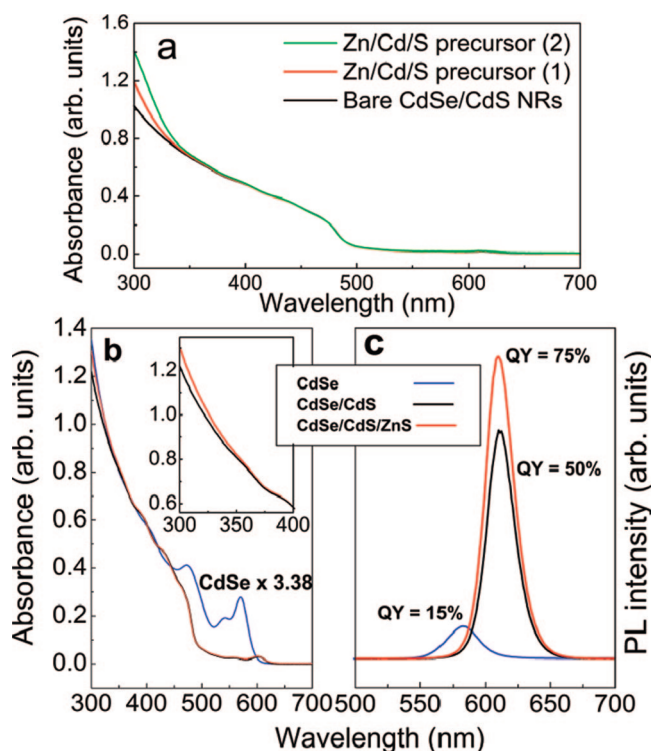 a
Zn/Cd/S precursor (2)
Zn/Cd/S precursor (1)
Bare CdSe/CdS NRs
Absorbance (arb. units)
1.6
1.2
0.8
0.4
0.0
300 400 500 600 700
Wavelength (nm)
b
Absorbance (arb. units)
1.4
1.2
1.0
0.8
0.6
0.4
0.2
0.0
1.2
1.0
0.8
0.6
300 350 400
CdSe
CdSe/CdS
CdSe/CdS/ZnS
CdSe x 3.38
300 400 500 600 700
c
QY = 75%
QY = 50%
QY = 15%
PL intensity (arb. units)
500 550 600 650 700
Wavelength (nm)